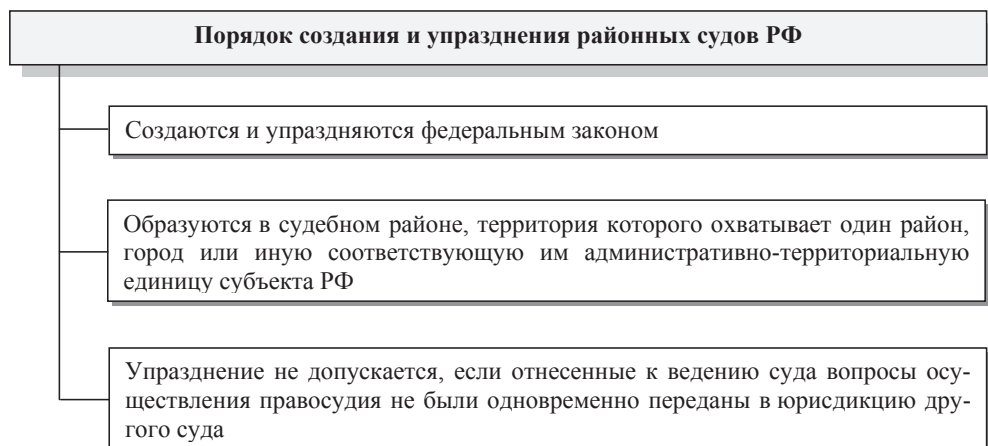 Порядок создания и упразднения районных судов РФ
Создаются и упраздняются федеральным законом
Образуются в судебном районе, территория которого охватывает один район,
город или иную соответствующую им административно-территориальную
единицу субъекта РФ
Упразднение не допускается, если отнесенные к ведению суда вопросы осу-
ществления правосудия не были одновременно переданы в юрисдикцию дру-
гого суда